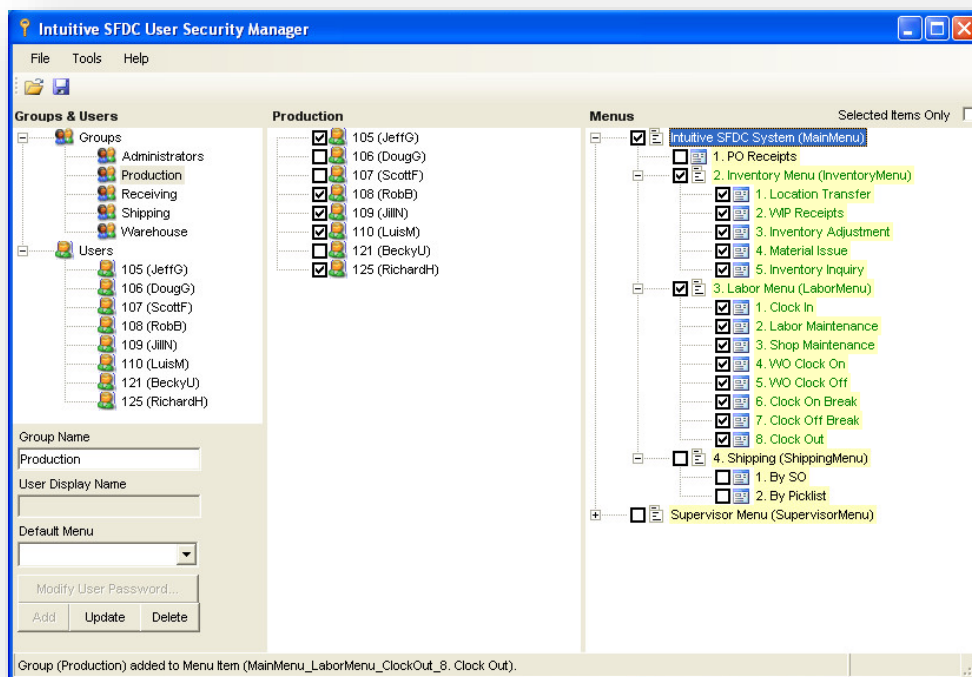 Intuitive SFDC User Security Manager
File Tools Help
Groups & Users
Groups
Administrators
Production
Receiving
Shipping
Warehouse
Users
105 (JeffG)
106 (DougG)
107 (ScottF)
108 (RobB)
109 (JillN)
110 (LuisM)
121 (BeckyU)
125 (RichardH)
Group Name
Production
User Display Name
Default Menu
Modify User Password...
Add Update Delete
Production
105 (JeffG)
106 (DougG)
107 (ScottF)
108 (RobB)
109 (JillN)
110 (LuisM)
121 (BeckyU)
125 (RichardH)
Menus Selected Items Only
Intuitive SFDC System (MainMenu)
1. PO Receipts
2. Inventory Menu (InventoryMenu)
1. Location Transfer
2. WIP Receipts
3. Inventory Adjustment
4. Material Issue
5. Inventory Inquiry
3. Labor Menu (LaborMenu)
1. Clock In
2. Labor Maintenance
3. Shop Maintenance
4. WO Clock On
5. WO Clock Off
6. Clock On Break
7. Clock Off Break
8. Clock Out
4. Shipping (ShippingMenu)
1. By SO
2. By Picklist
Supervisor Menu (SupervisorMenu)
Group (Production) added to Menu Item (MainMenu_LaborMenu_ClockOut_8. Clock Out).